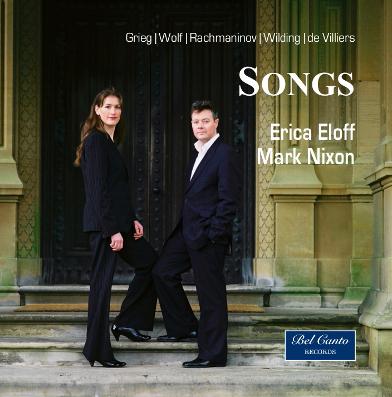 Grieg|Wolf|Rachmaninov|Wilding|de Villiers
SONGS
Erica Eloff
Mark Nixon
Bel Canto
RECORDS